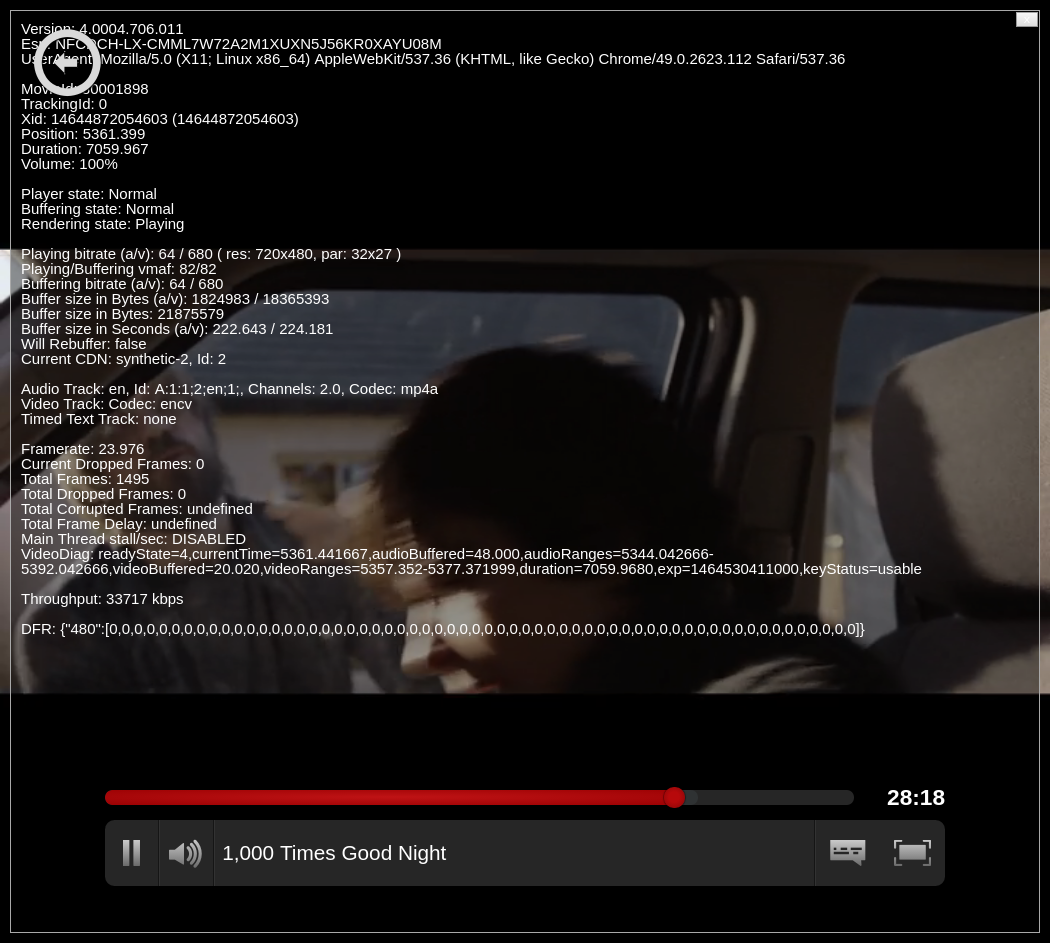 Version: 4.0004.706.011
NFCDCH-LX-CMML7W72A2M1XUXN5J56KR0XAYU08M
UserAgent: Mozilla/5.0 (X11; Linux x86_64) AppleWebKit/537.36 (KHTML, like Gecko) Chrome/49.0.2623.112 Safari/537.36
MovieId: 80001898
TrackingId: 0
Xid: 14644872054603 (14644872054603)
Position: 5361.399
Duration: 7059.967
Volume: 100%
Player state: Normal
Buffering state: Normal
Rendering state: Playing
Playing bitrate (a/v): 64 / 680 ( res: 720x480, par: 32x27 )
Playing/Buffering vmaf: 82/82
Buffering bitrate (a/v): 64 / 680
Buffer size in Bytes (a/v): 1824983 / 18365393
Buffer size in Bytes: 21875579
Buffer size in Seconds (a/v): 222.643 / 224.181
Will Rebuffer: false
Current CDN: synthetic-2, Id: 2
Audio Track: en, Id: A:1:1;2;en;1;, Channels: 2.0, Codec: mp4a
Video Track: Codec: encv
Timed Text Track: none
Framerate: 23.976
Current Dropped Frames: 0
Total Frames: 1495
Total Dropped Frames: 0
Total Corrupted Frames: undefined
Total Frame Delay: undefined
Main Thread stall/sec: DISABLED
VideoDiag: readyState=4,currentTime=5361.441667,audioBuffered=48.000,audioRanges=5344.042666-
5392.042666,videoBuffered=20.020,videoRanges=5357.352-5377.371999,duration=7059.9680,exp=1464530411000,keyStatus=usable
Throughput: 33717 kbps
DFR: {"480":[0,0,0,0,0,0,0,0,0,0,0,0,0,0,0,0,0,0,0,0,0,0,0,0,0,0,0,0,0,0,0,0,0,0,0,0,0,0,0,0,0,0,0,0,0,0,0,0,0,0,0,0,0,0,0,0,0,0,0,0]}
28:18
1,000 Times Good Night